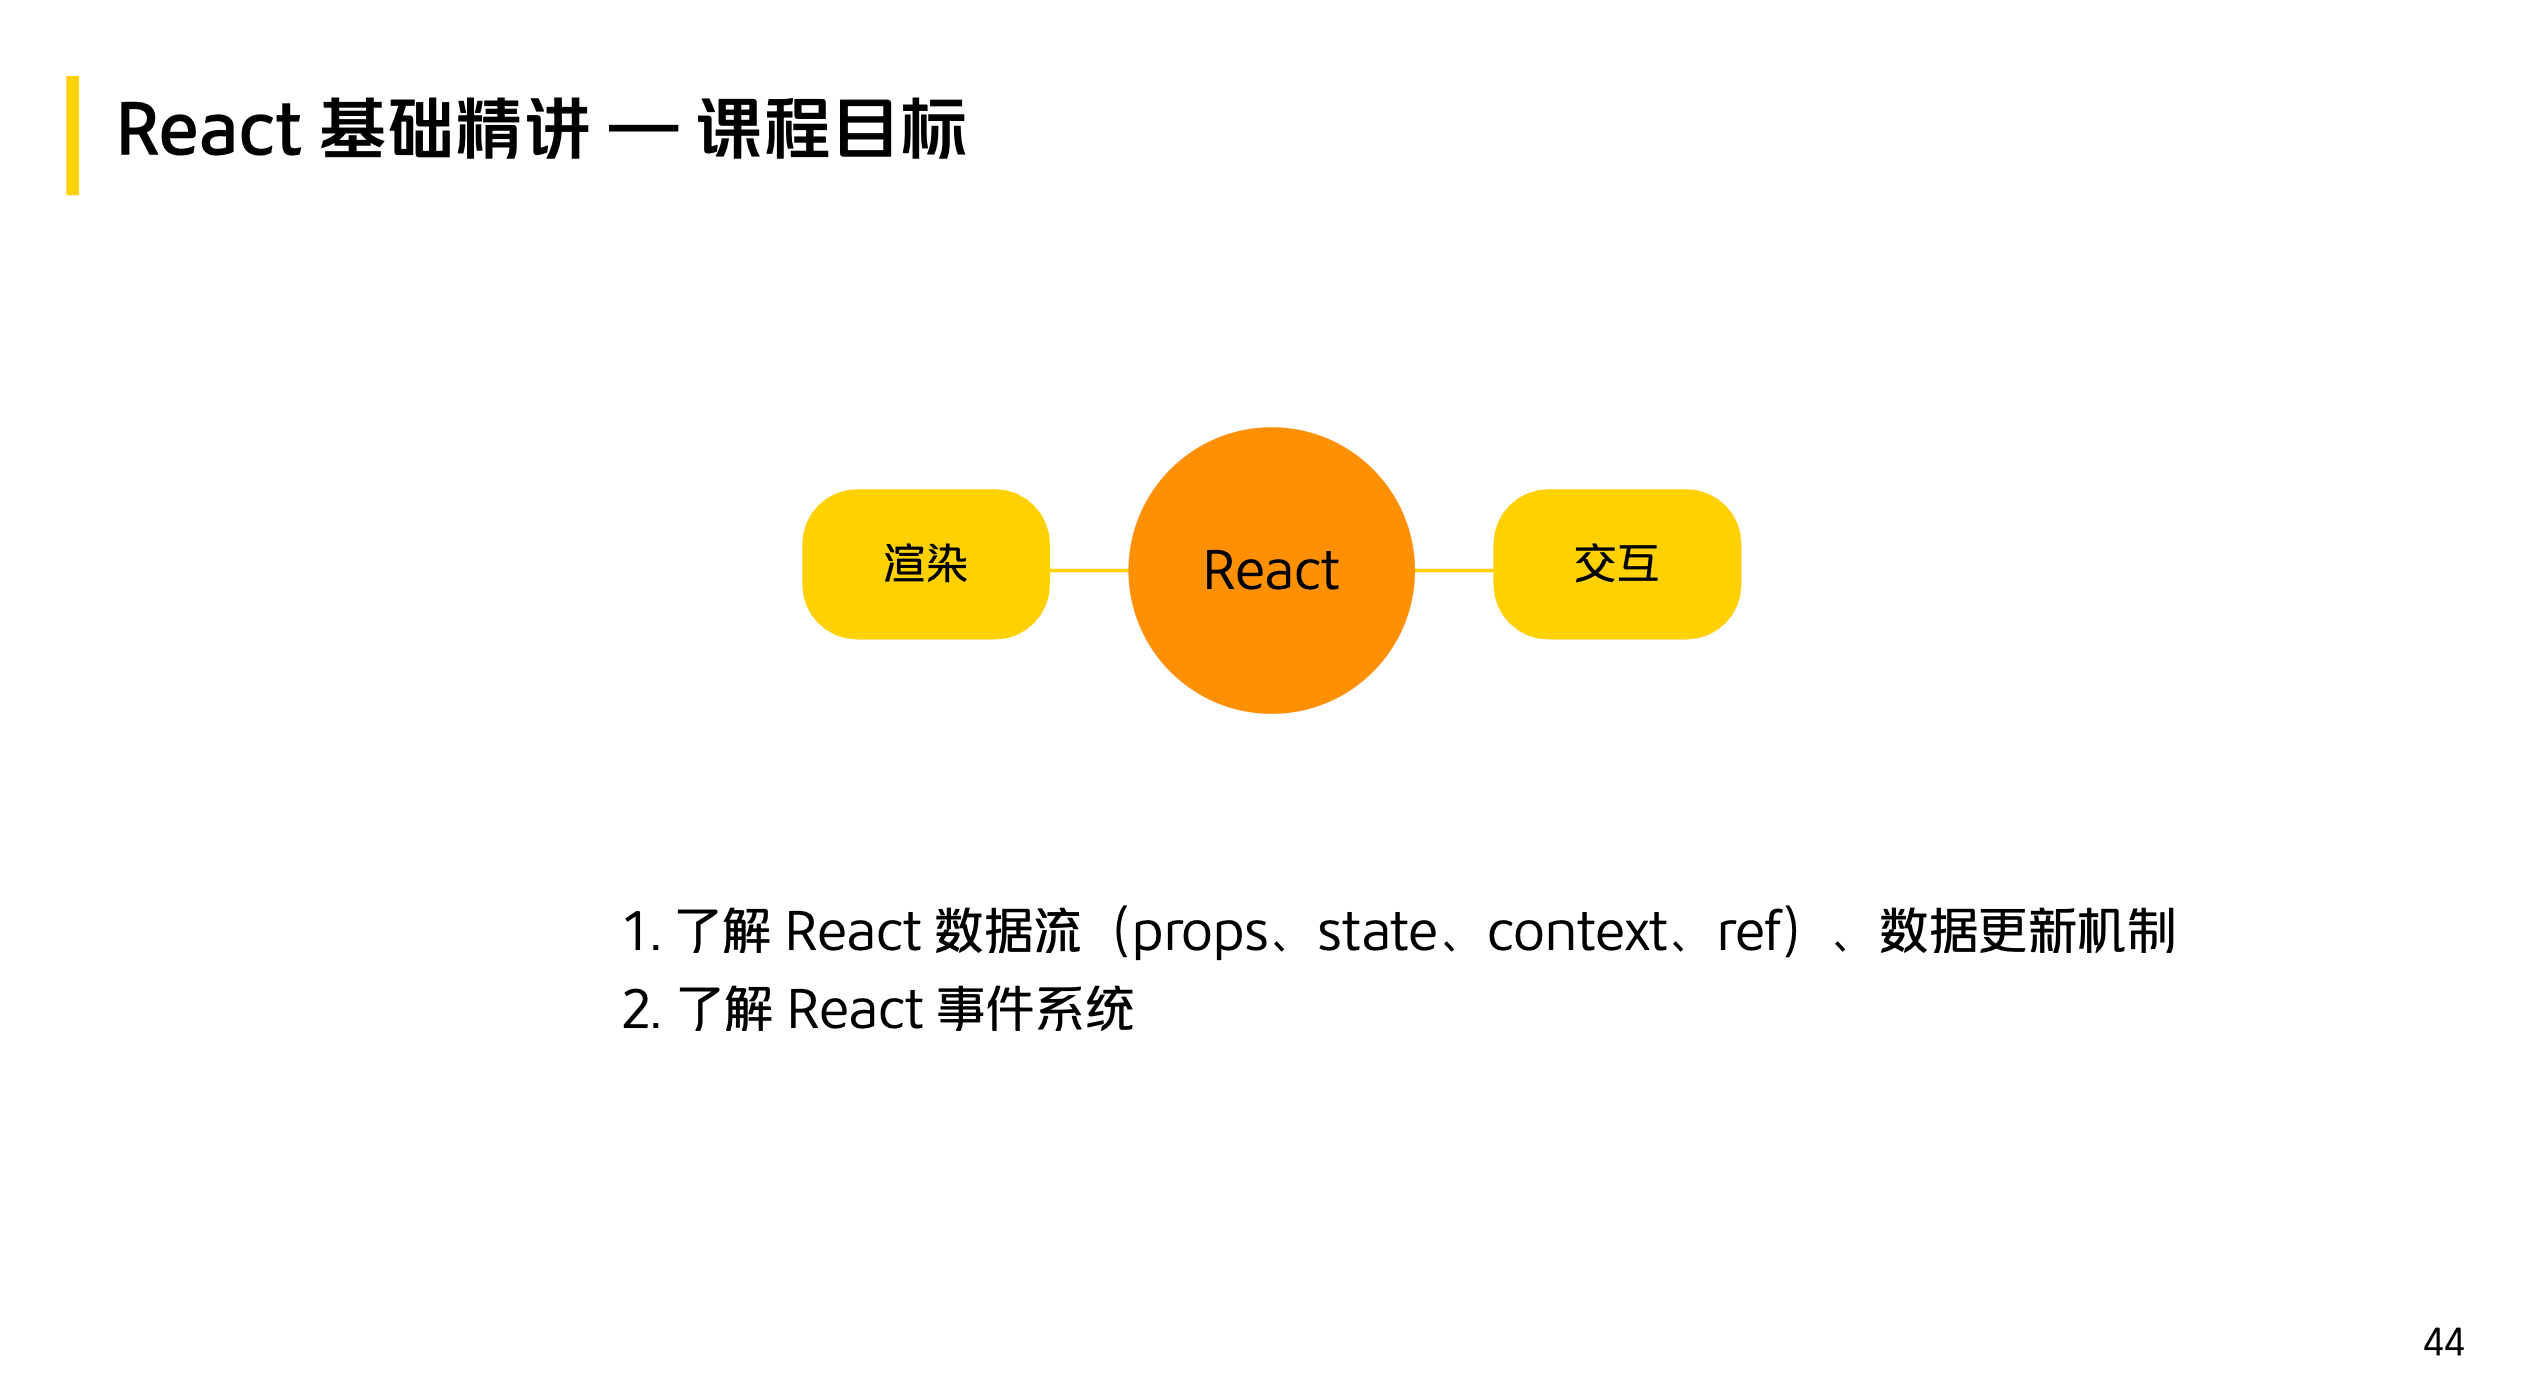 React 基础精讲 — 课程目标
渲染
React
交互
1. 了解 React 数据流（props、state、context、ref）、数据更新机制
2. 了解 React 事件系统
44